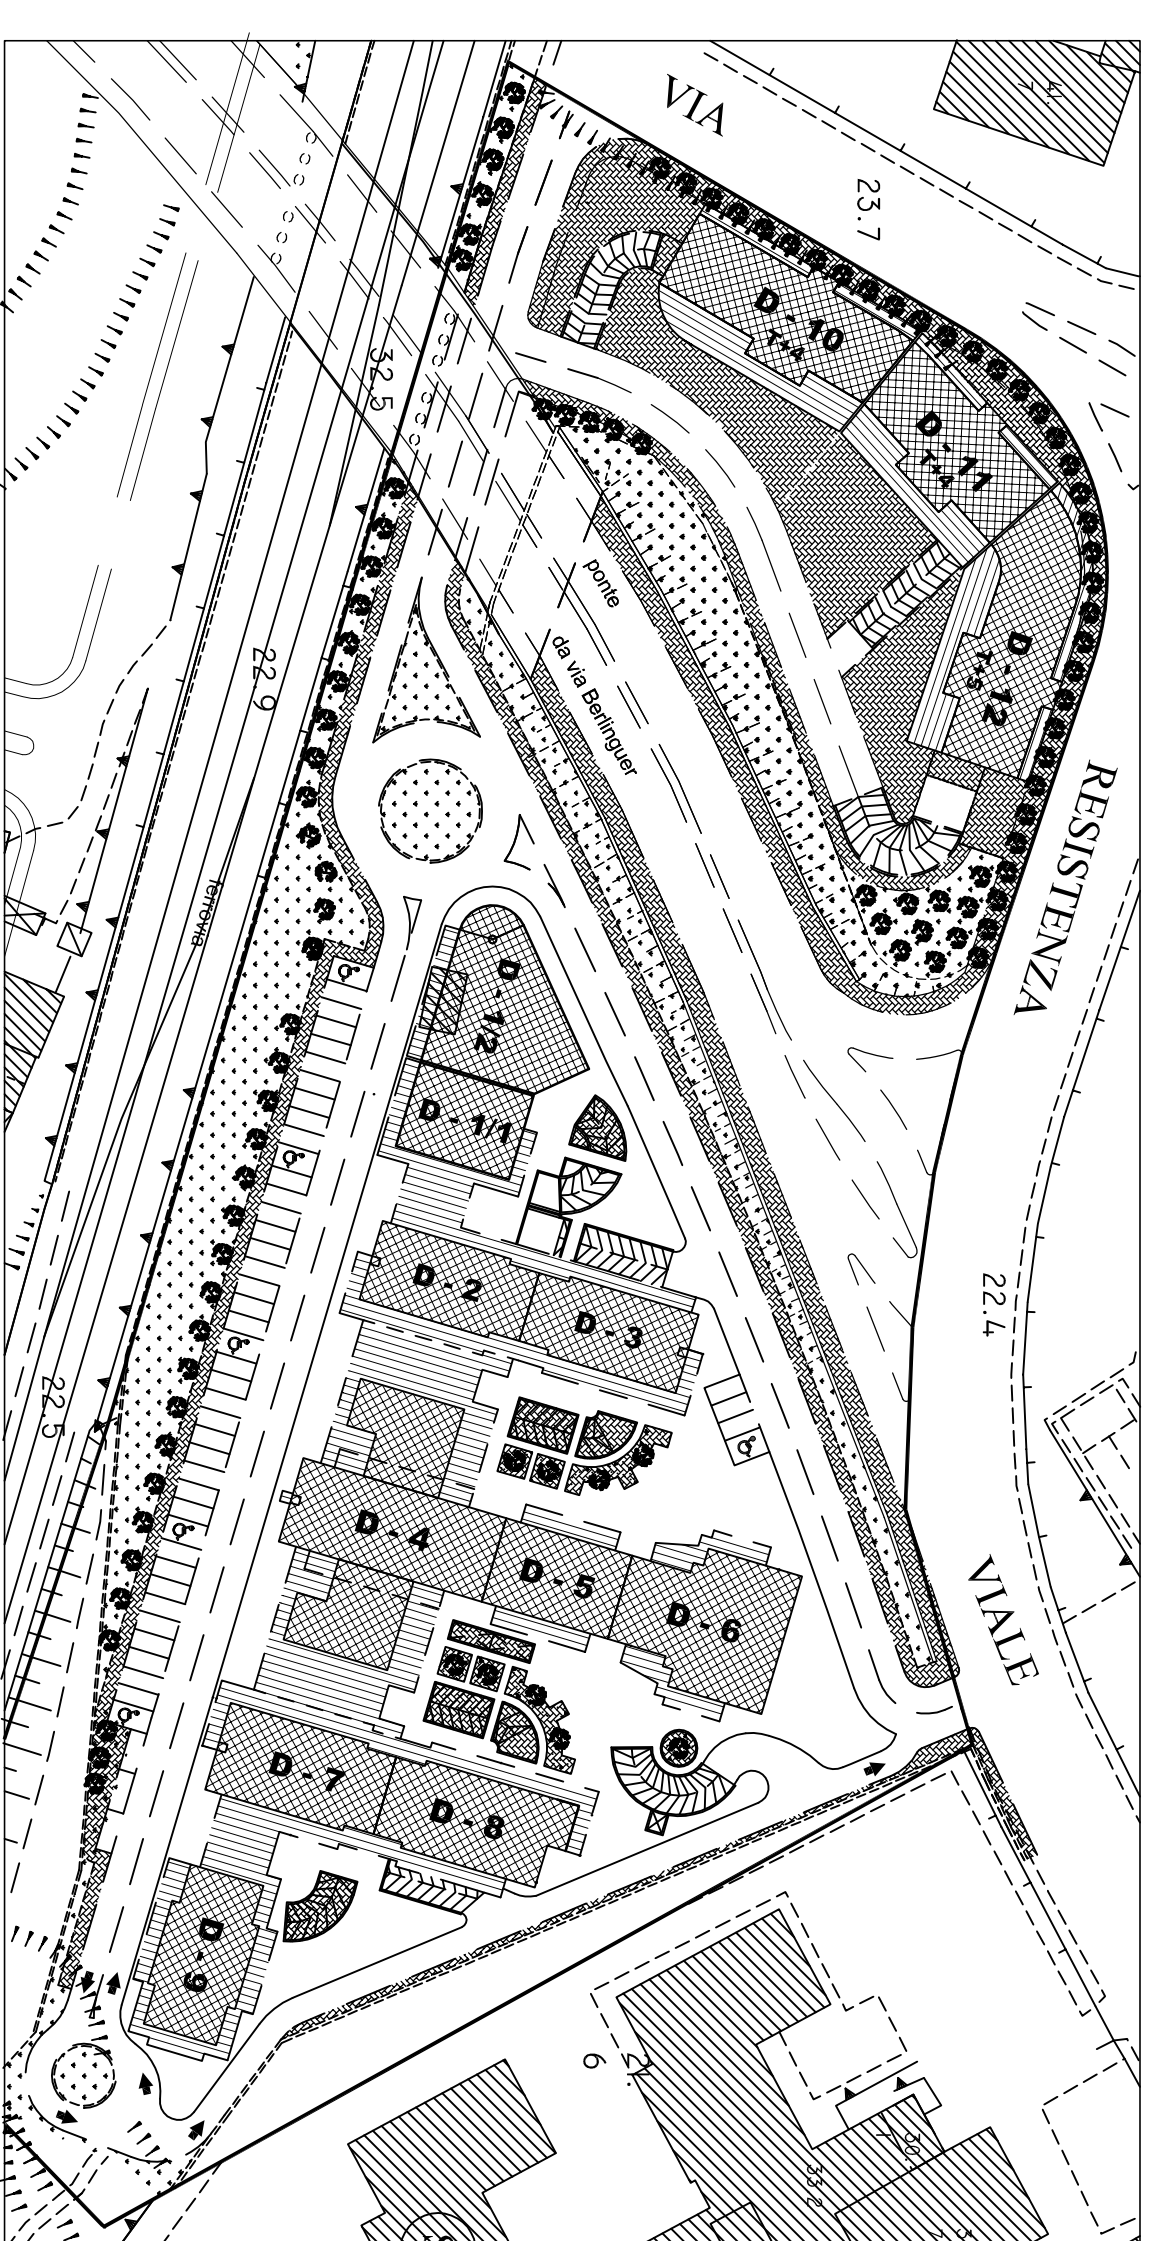 VIA
23.7
D - 10
T+4
32.5
D - 11
T+4
ponte
da via Berlinguer
D - 12
T+5
22.9
RESISTENZA
ferrovia
D - 1/2
D - 1/1
D - 2
D - 3
22.4
22.5
D - 4
D - 5
D - 6
VIALE
D - 7
D - 8
D - 9
33.2